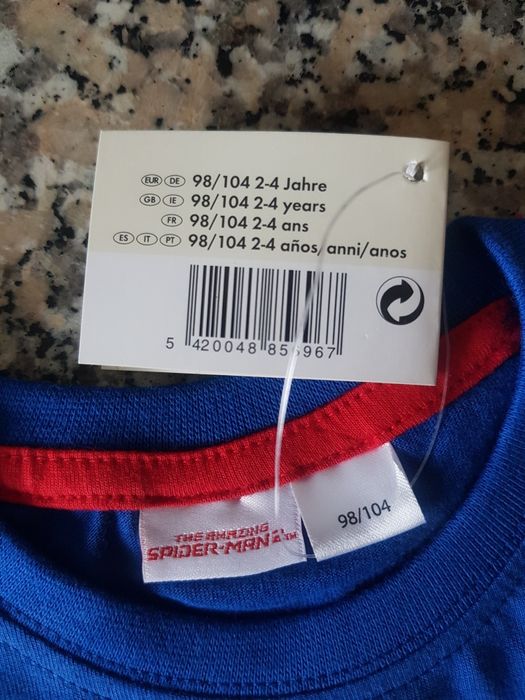 EUR DE 98/104 2-4 Jahre
GB IE 98/104 2-4 years
FR 98/104 2-4 ans
ES IT PT 98/104 2-4 años, anni/anos
5 420048 855967
THE AMAZING
SPIDER-MAN 2 TM
98/104